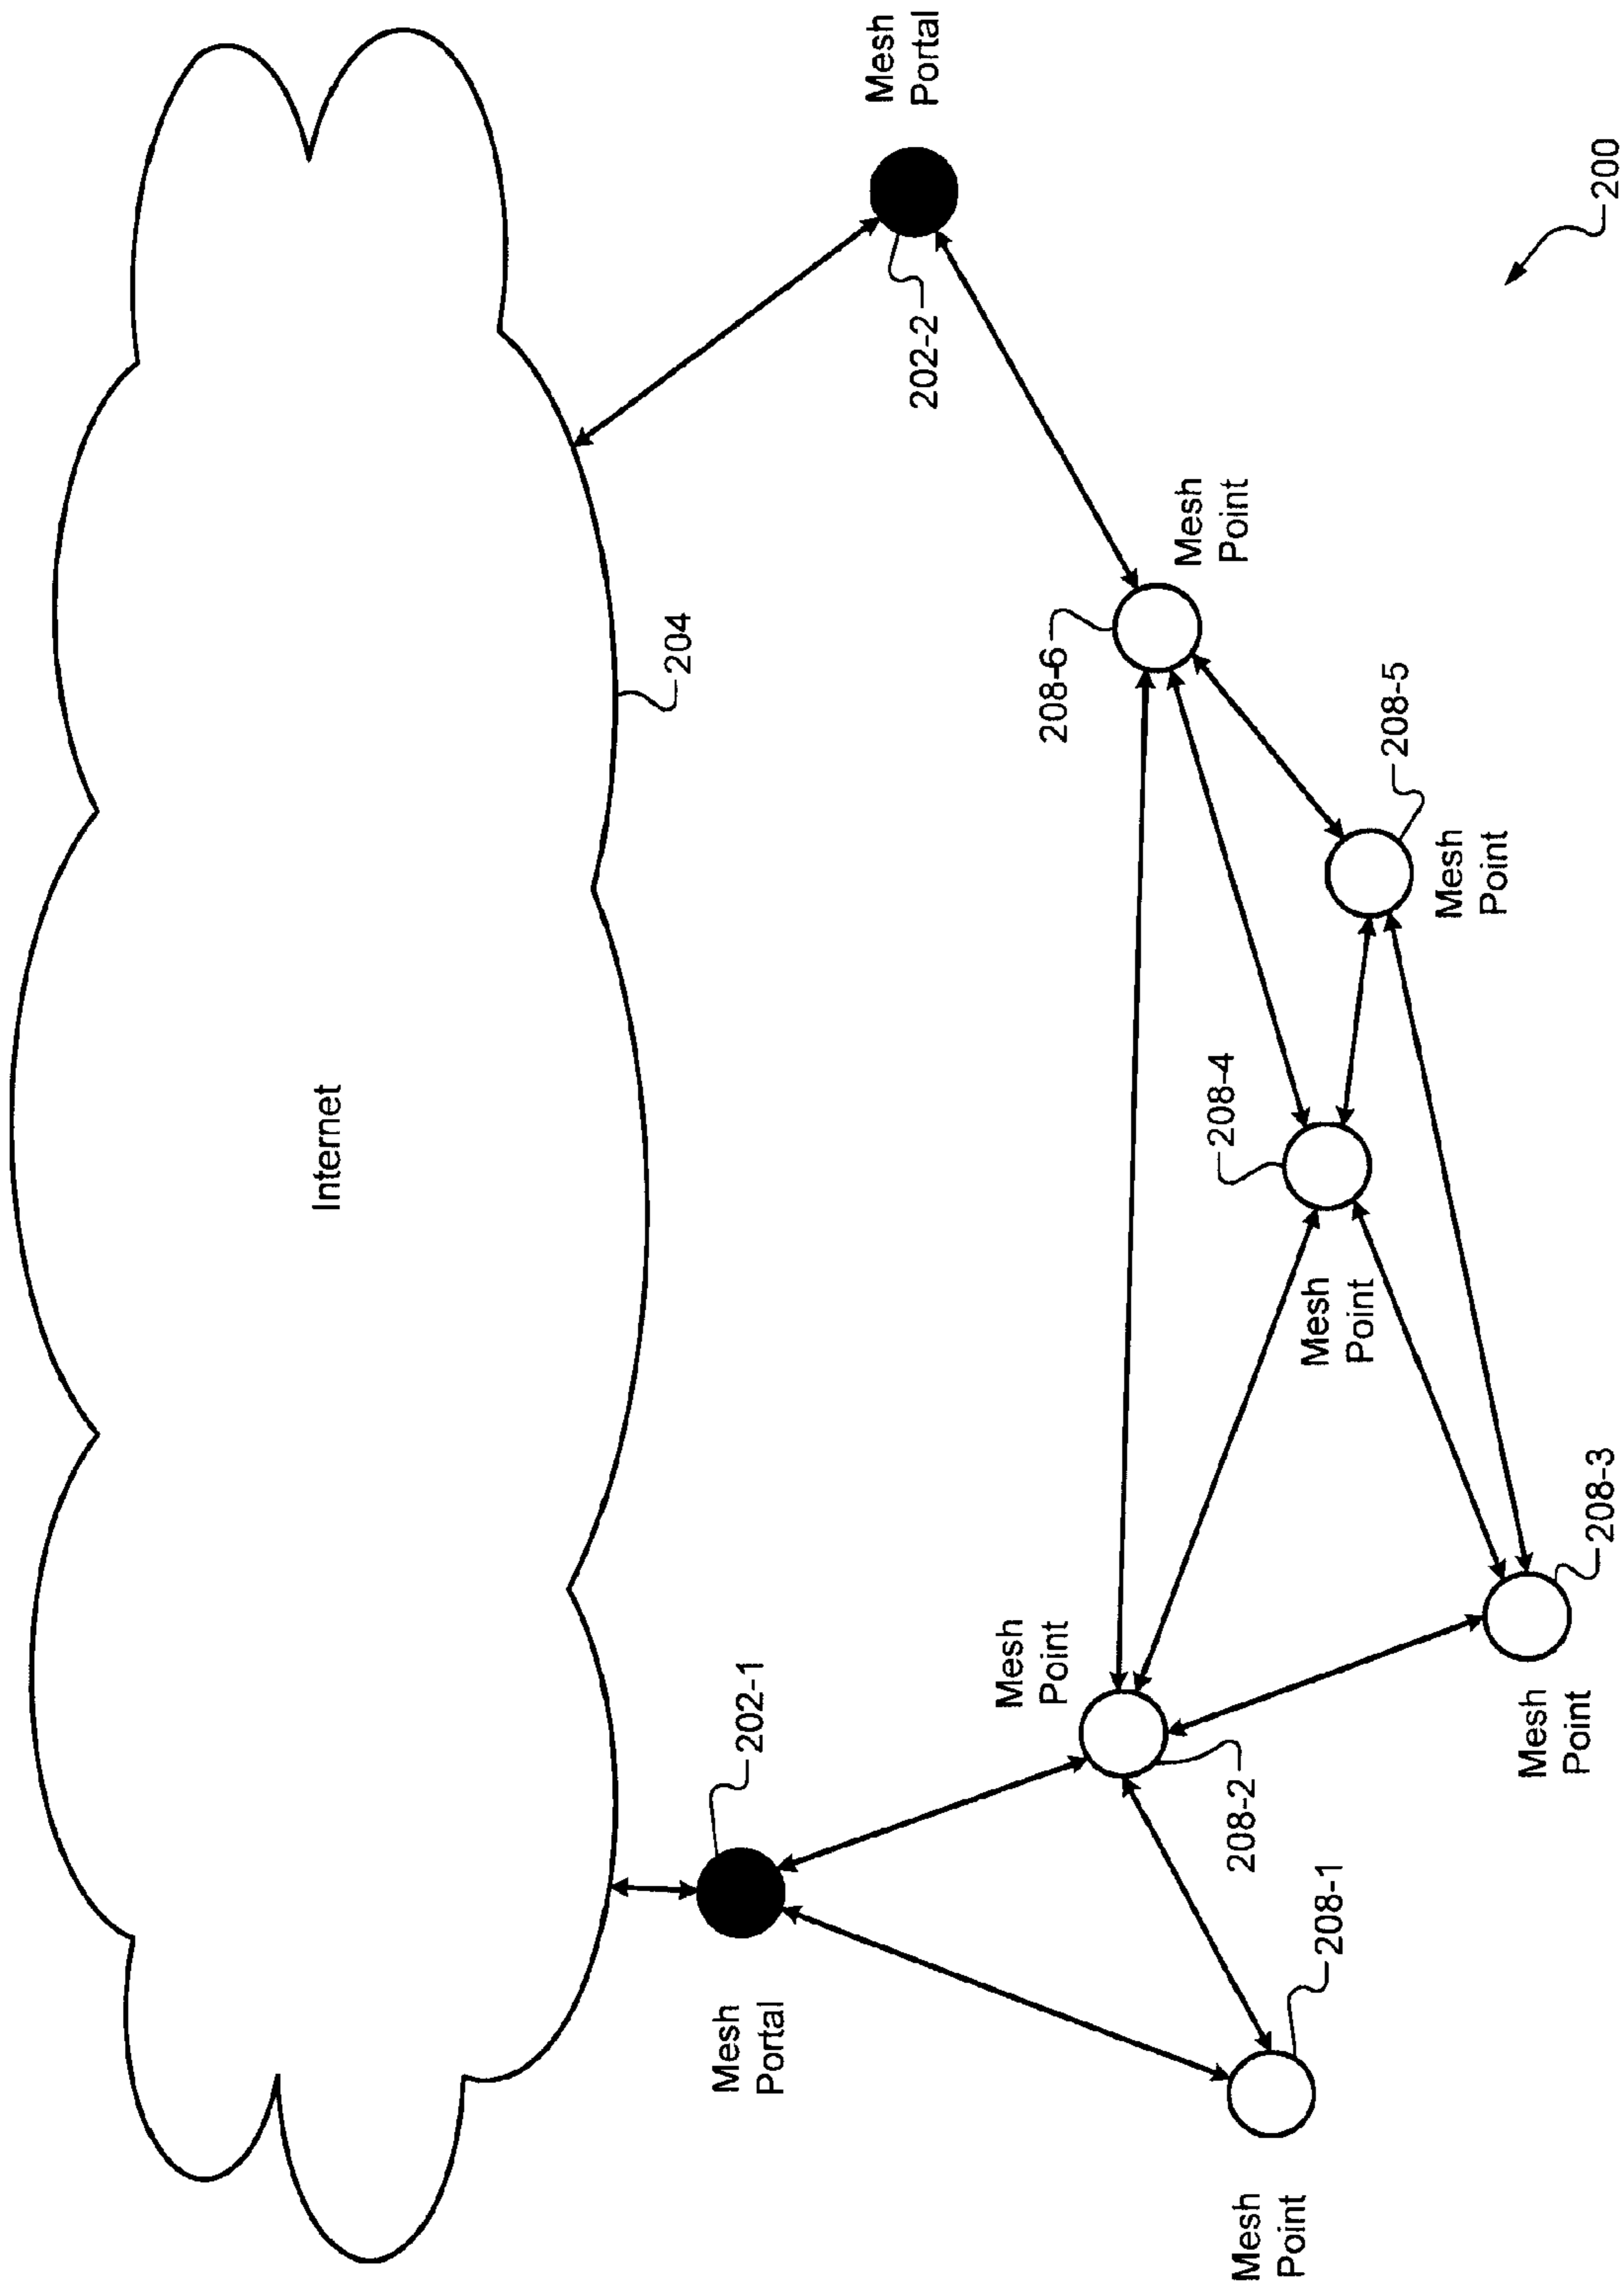 Internet
204
Mesh
Portal
202-1
Mesh
Portal
202-2
Mesh
Point
208-1
Mesh
Point
208-2
Mesh
Point
208-3
Mesh
Point
208-4
Mesh
Point
208-5
Mesh
Point
208-6
200